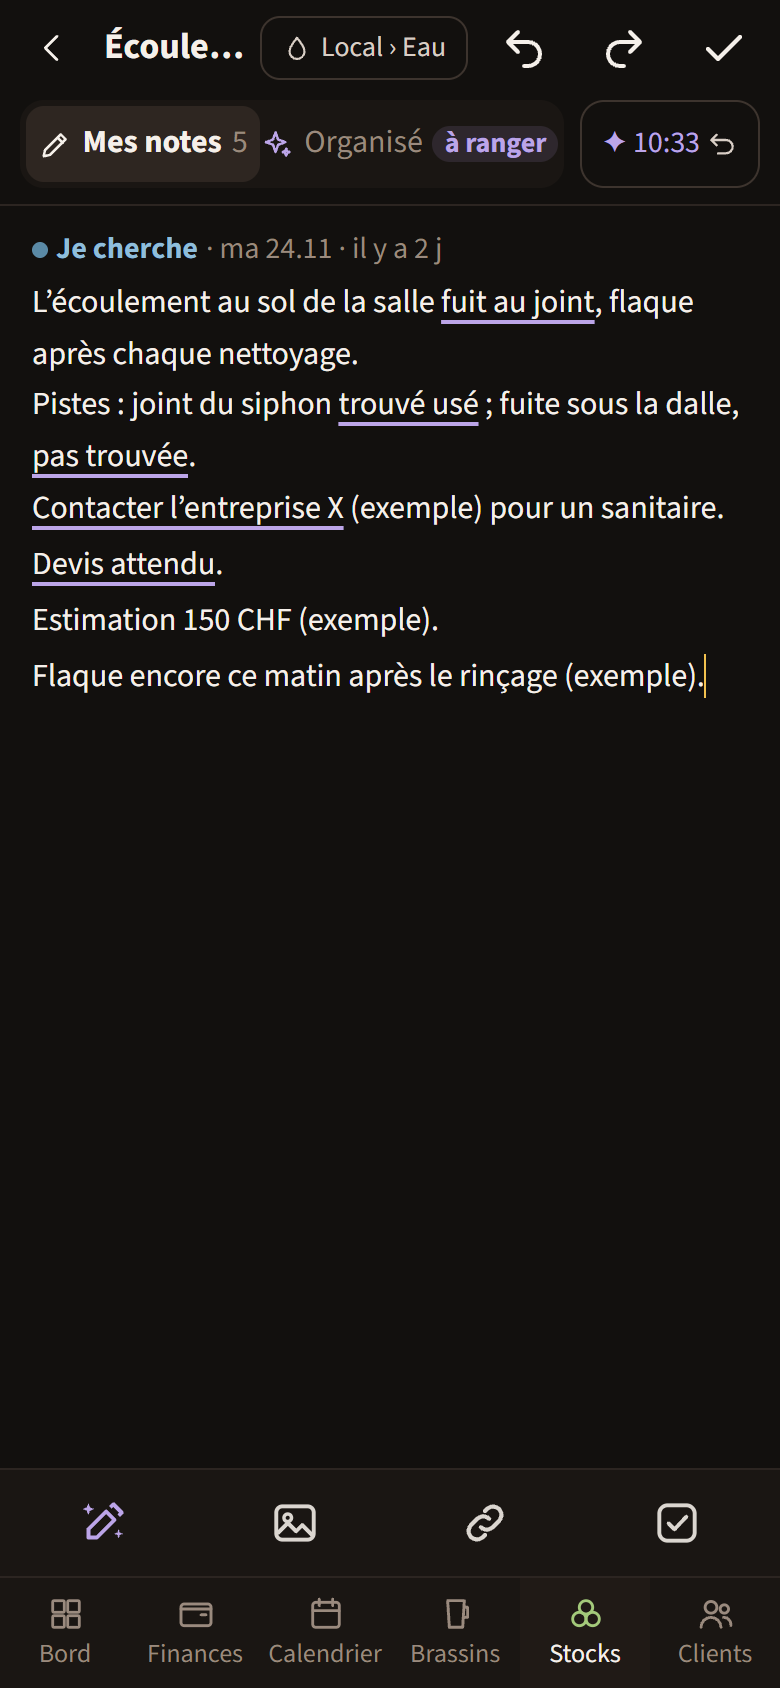 Écoule… Local › Eau
Mes notes 5 Organisé à ranger 10:33
Je cherche · ma 24.11 · il y a 2 j
L’écoulement au sol de la salle fuit au joint, flaque
après chaque nettoyage.
Pistes : joint du siphon trouvé usé ; fuite sous la dalle,
pas trouvée.
Contacter l’entreprise X (exemple) pour un sanitaire.
Devis attendu.
Estimation 150 CHF (exemple).
Flaque encore ce matin après le rinçage (exemple).
Bord Finances Calendrier Brassins Stocks Clients